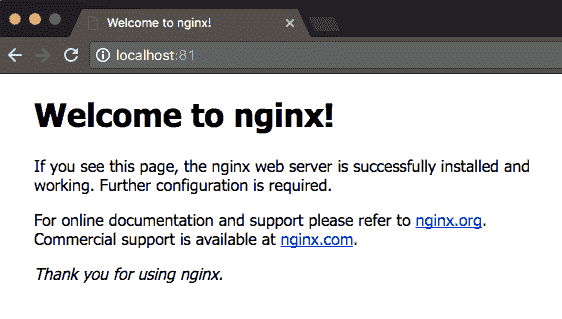 Welcome to nginx!
localhost:81
Welcome to nginx!
If you see this page, the nginx web server is successfully installed and
working. Further configuration is required.
For online documentation and support please refer to nginx.org.
Commercial support is available at nginx.com.
Thank you for using nginx.